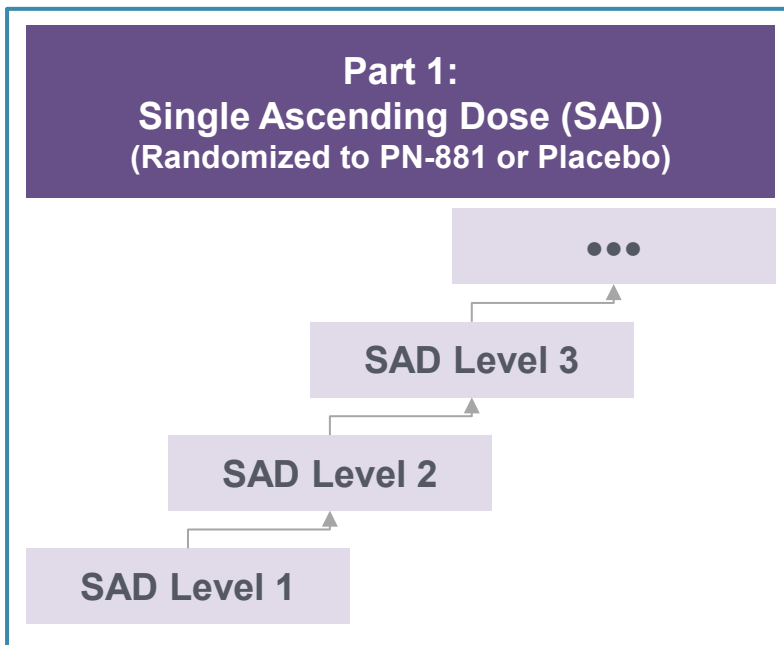 Part 1:
Single Ascending Dose (SAD)
(Randomized to PN-881 or Placebo)
•••
SAD Level 3
SAD Level 2
SAD Level 1